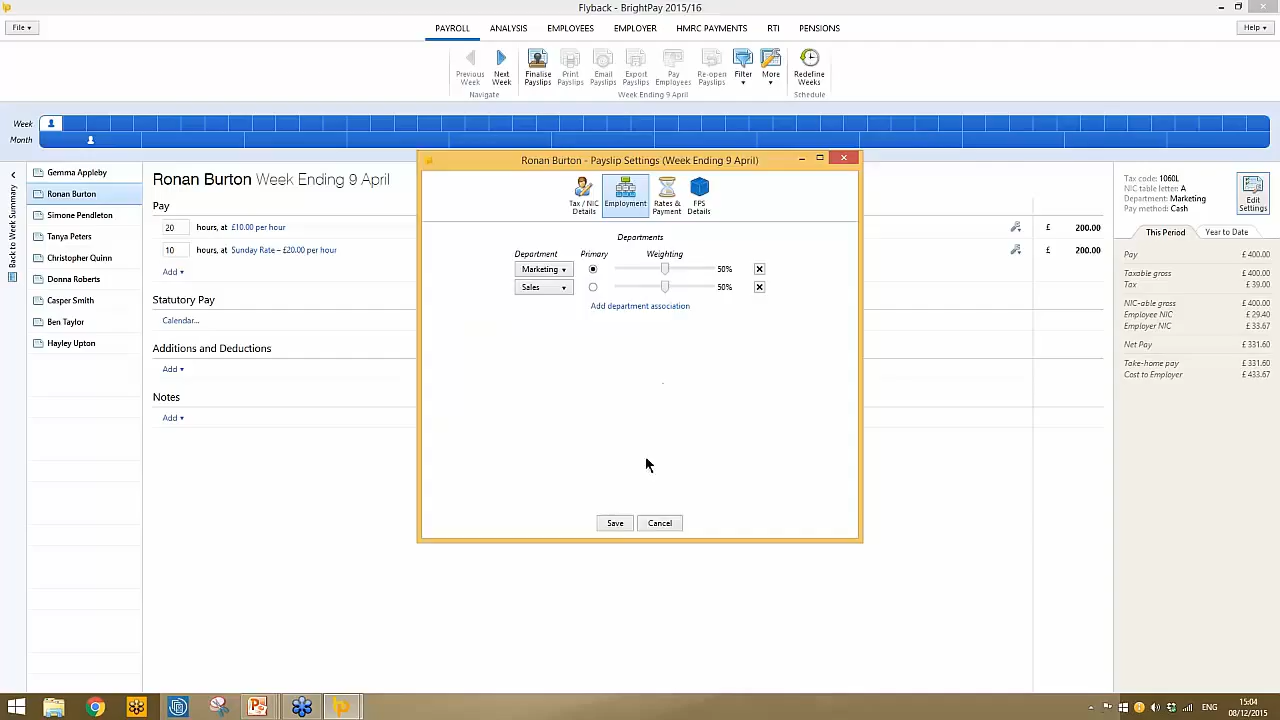 Flyback - BrightPay 2015/16
File
PAYROLL ANALYSIS EMPLOYEES EMPLOYER HMRC PAYMENTS RTI PENSIONS
Help
Previous Week
Next Week
Finalise Payslips
Print Payslips
Email Payslips
Export Payslips
Pay Employees
Re-open Payslips
Filter
More
Redefine Weeks
Navigate
Week Ending 9 April
Schedule
Week
Month
Back to Week Summary
Gemma Appleby
Ronan Burton
Simone Pendleton
Tanya Peters
Christopher Quinn
Donna Roberts
Casper Smith
Ben Taylor
Hayley Upton
Ronan Burton Week Ending 9 April
Pay
20 hours, at £10.00 per hour £ 200.00
10 hours, at Sunday Rate – £20.00 per hour £ 200.00
Add
Statutory Pay
Calendar...
Additions and Deductions
Add
Notes
Add
Ronan Burton - Payslip Settings (Week Ending 9 April)
Tax / NIC Details
Employment
Rates & Payment
FPS Details
Departments
Department Primary Weighting
Marketing 50%
Sales 50%
Add department association
Save Cancel
Tax code: 1060L
NIC table letter A
Department: Marketing
Pay method: Cash
Edit Settings
This Period Year to Date
Pay £ 400.00
Taxable gross £ 400.00
Tax £ 39.00
NIC-able gross £ 400.00
Employee NIC £ 29.40
Employer NIC £ 33.67
Net Pay £ 331.60
Take-home pay £ 331.60
Cost to Employer £ 433.67
ENG
15:04
08/12/2015